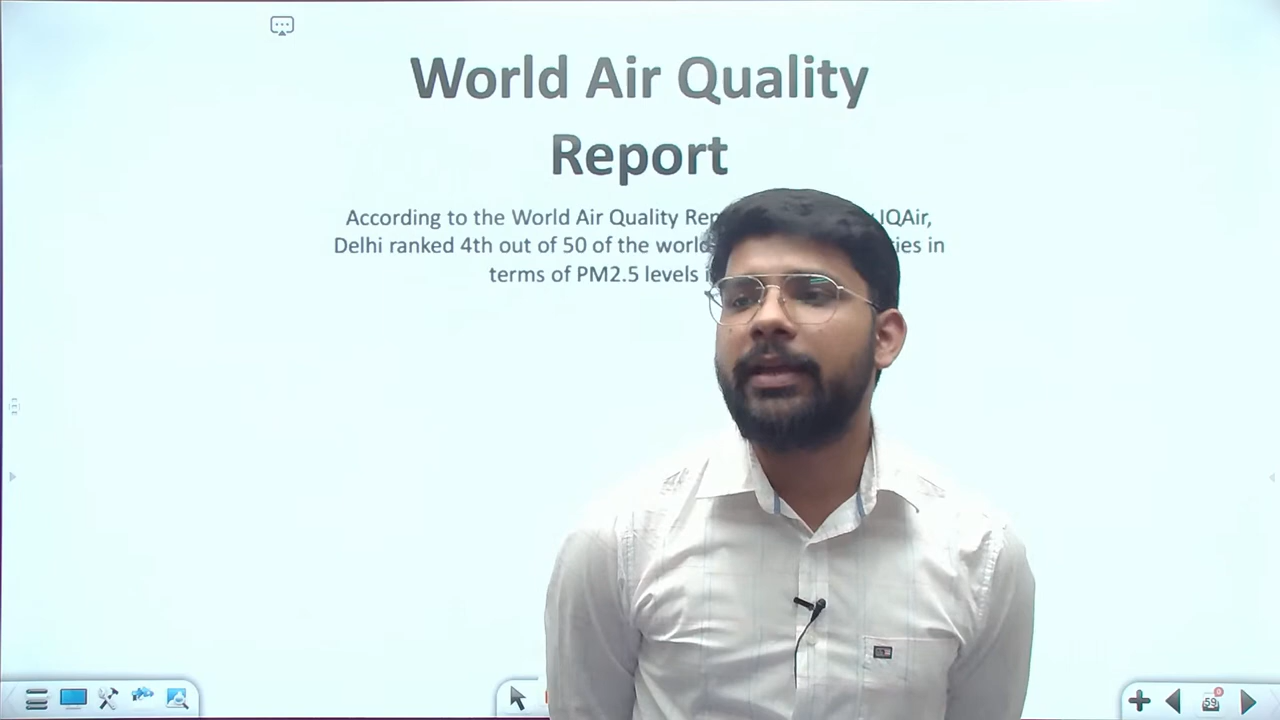 World Air Quality
Report
According to the World Air Quality Rep IQAir,
Delhi ranked 4th out of 50 of the world ies in
terms of PM2.5 levels i
59